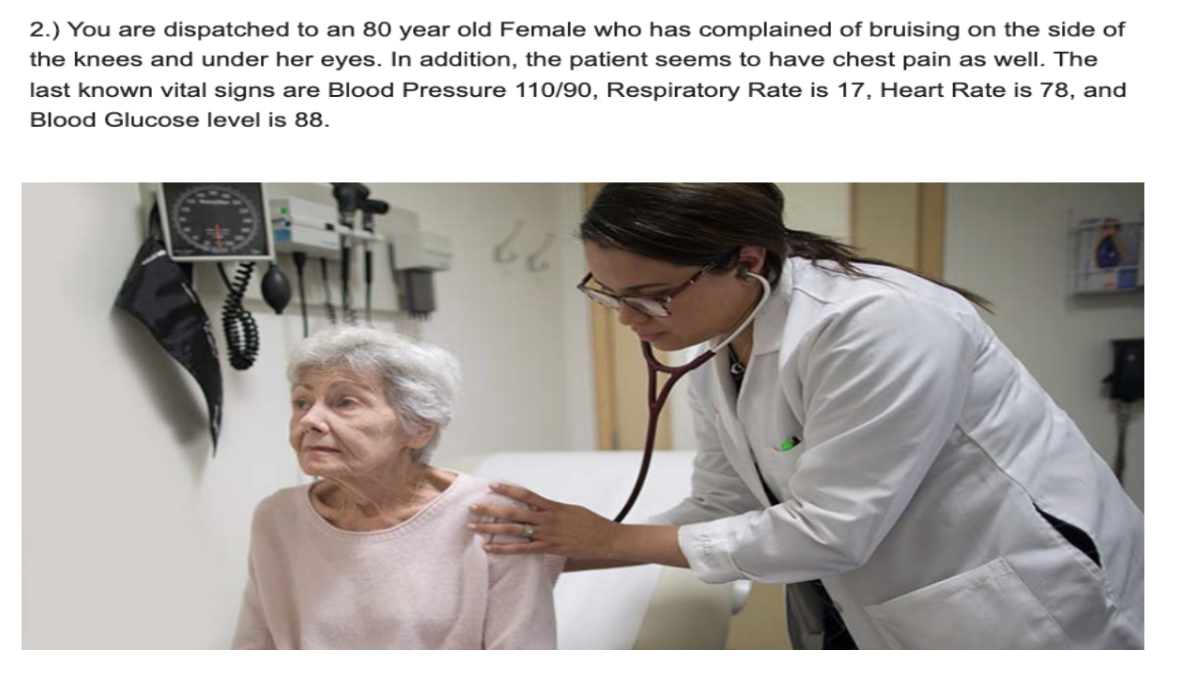 2.) You are dispatched to an 80 year old Female who has complained of bruising on the side of
the knees and under her eyes. In addition, the patient seems to have chest pain as well. The
last known vital signs are Blood Pressure 110/90, Respiratory Rate is 17, Heart Rate is 78, and
Blood Glucose level is 88.